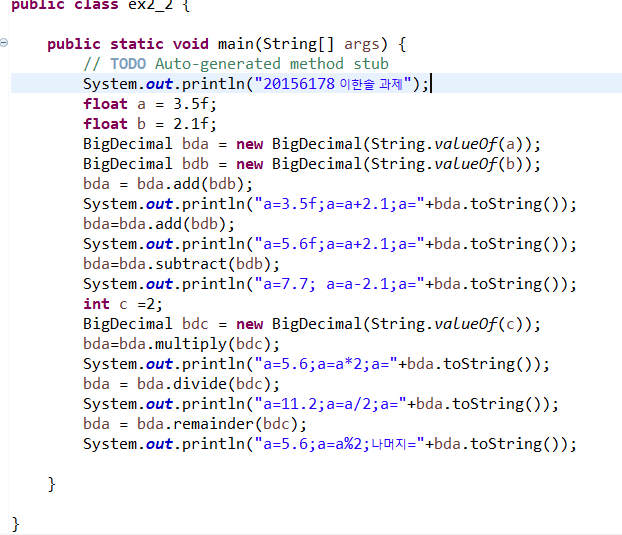 public class ex2_2 {
public static void main(String[] args) {
// TODO Auto-generated method stub
System.out.println("20156178 이한솔 과제");
float a = 3.5f;
float b = 2.1f;
BigDecimal bda = new BigDecimal(String.valueOf(a));
BigDecimal bdb = new BigDecimal(String.valueOf(b));
bda = bda.add(bdb);
System.out.println("a=3.5f;a=a+2.1;a="+bda.toString());
bda=bda.add(bdb);
System.out.println("a=5.6f;a=a+2.1;a="+bda.toString());
bda=bda.subtract(bdb);
System.out.println("a=7.7; a=a-2.1;a="+bda.toString());
int c =2;
BigDecimal bdc = new BigDecimal(String.valueOf(c));
bda=bda.multiply(bdc);
System.out.println("a=5.6;a=a*2;a="+bda.toString());
bda = bda.divide(bdc);
System.out.println("a=11.2;a=a/2;a="+bda.toString());
bda = bda.remainder(bdc);
System.out.println("a=5.6;a=a%2;나머지="+bda.toString());
}
}